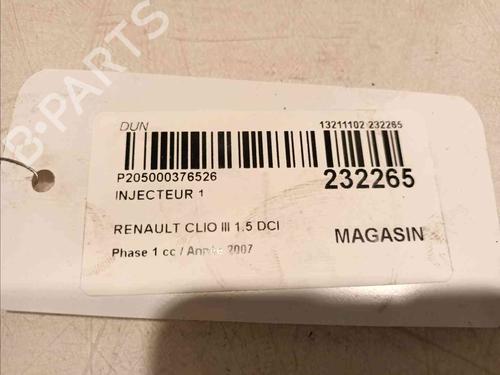 B-PARTS
DUN 13211102 232265
P205000376526 232265
INJECTEUR 1
RENAULT CLIO III 1.5 DCI MAGASIN
Phase 1 cc / Année 2007